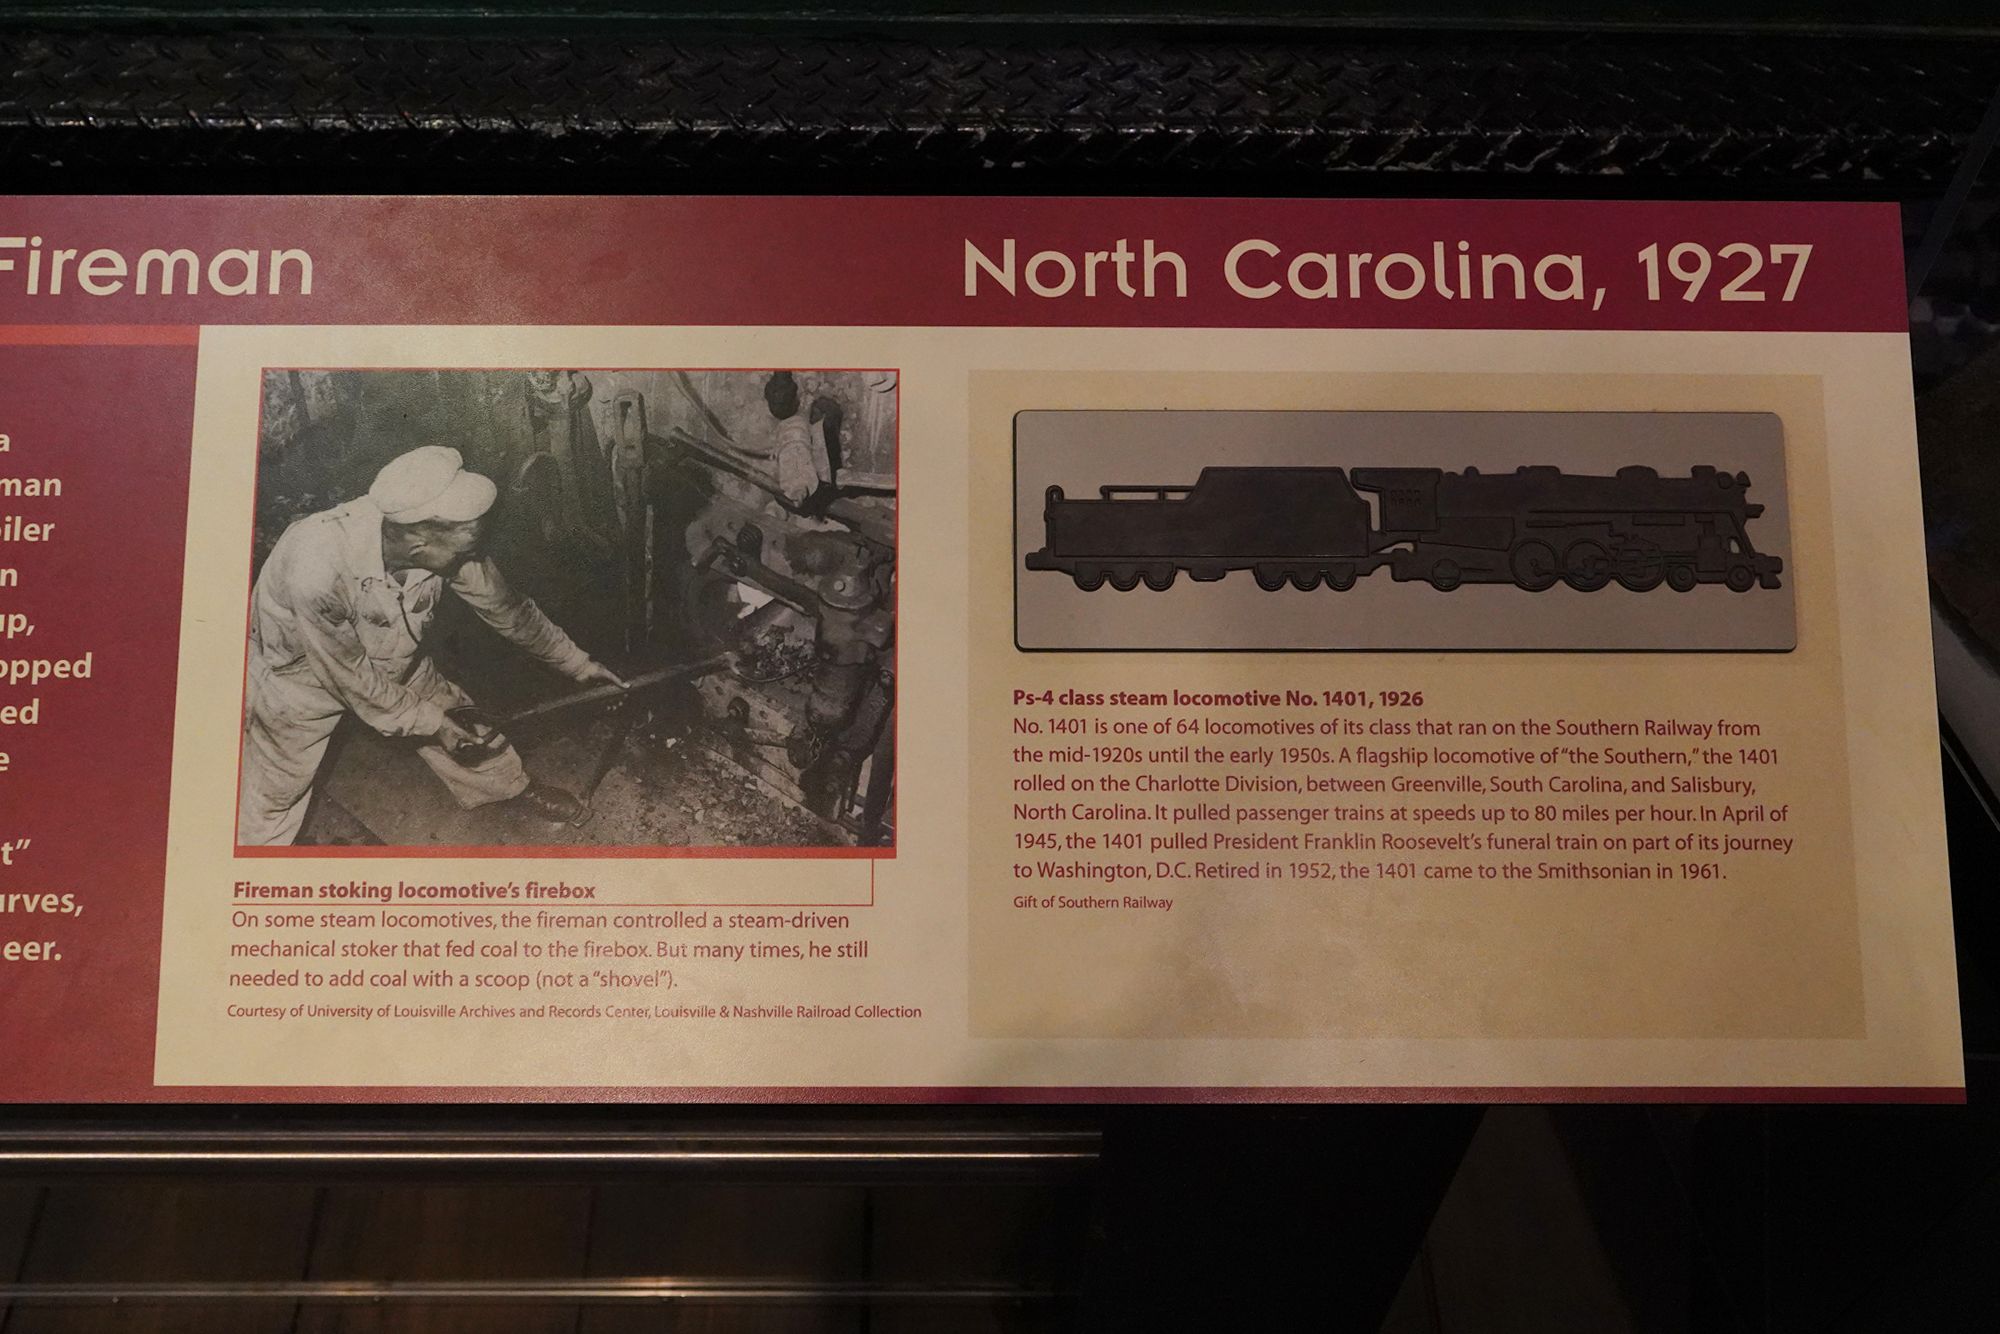 Fireman
North Carolina, 1927
a
man
iler
n
up,
opped
ed
e
t”
urves,
eer.
Fireman stoking locomotive’s firebox
On some steam locomotives, the fireman controlled a steam-driven
mechanical stoker that fed coal to the firebox. But many times, he still
needed to add coal with a scoop (not a “shovel”).
Courtesy of University of Louisville Archives and Records Center, Louisville & Nashville Railroad Collection
Ps-4 class steam locomotive No. 1401, 1926
No. 1401 is one of 64 locomotives of its class that ran on the Southern Railway from
the mid-1920s until the early 1950s. A flagship locomotive of “the Southern,” the 1401
rolled on the Charlotte Division, between Greenville, South Carolina, and Salisbury,
North Carolina. It pulled passenger trains at speeds up to 80 miles per hour. In April of
1945, the 1401 pulled President Franklin Roosevelt’s funeral train on part of its journey
to Washington, D.C. Retired in 1952, the 1401 came to the Smithsonian in 1961.
Gift of Southern Railway